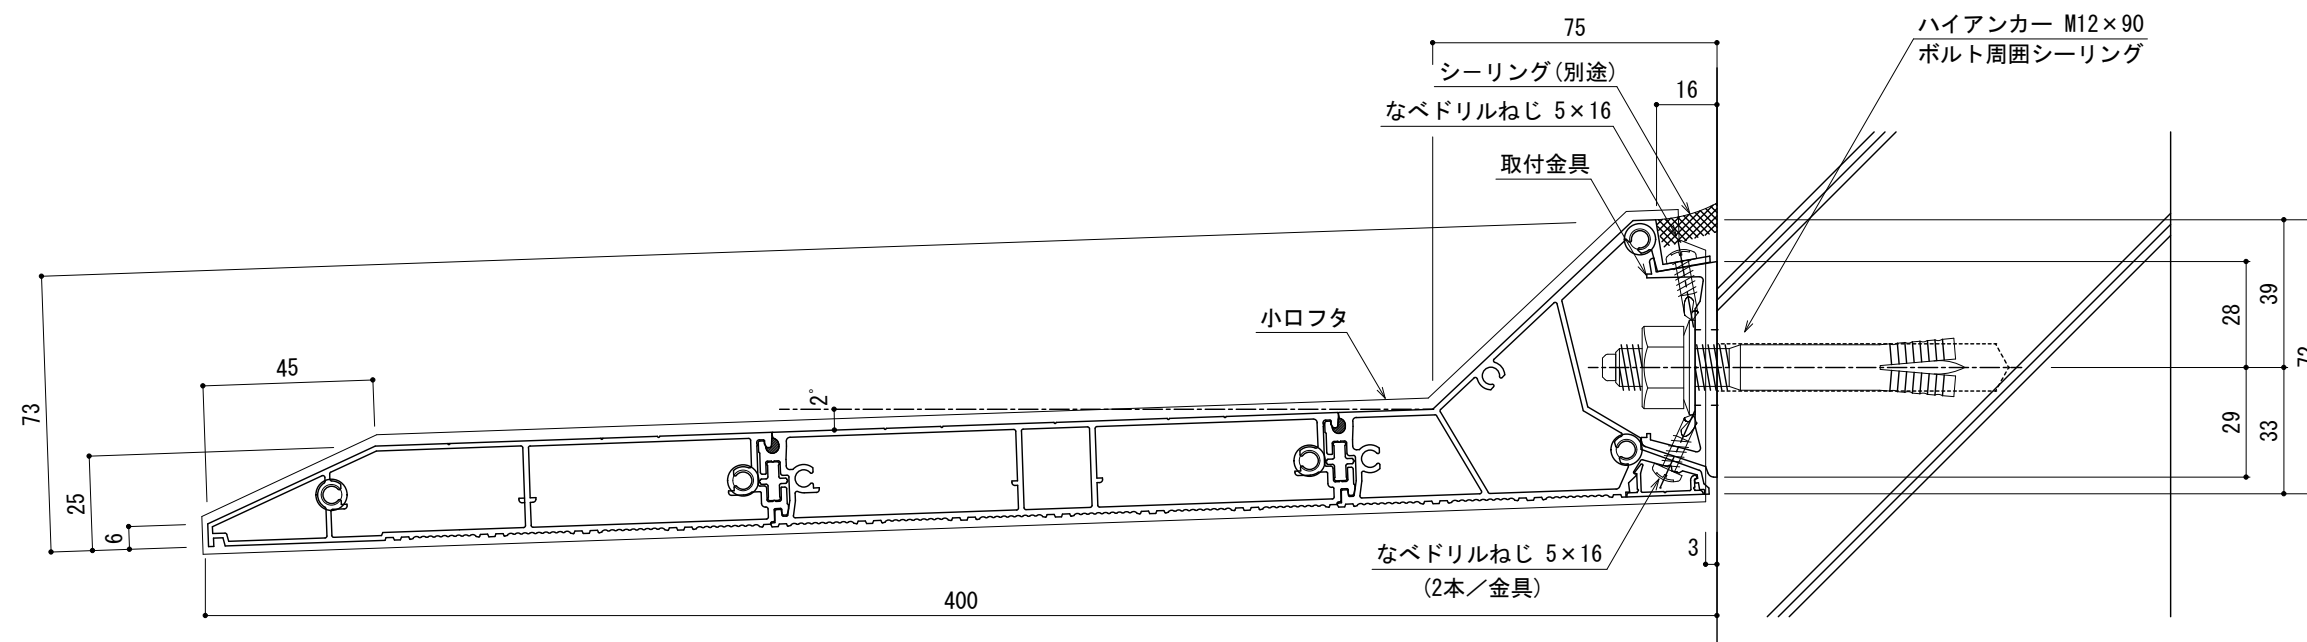 75
ハイアンカー M12×90
ボルト周囲シーリング
シーリング(別途)
16
なベドリルねじ 5×16
取付金具
小口フタ
45
2°
73
25
6
28
39
29
33
なベドリルねじ 5×16
(2本／金具)
3
400